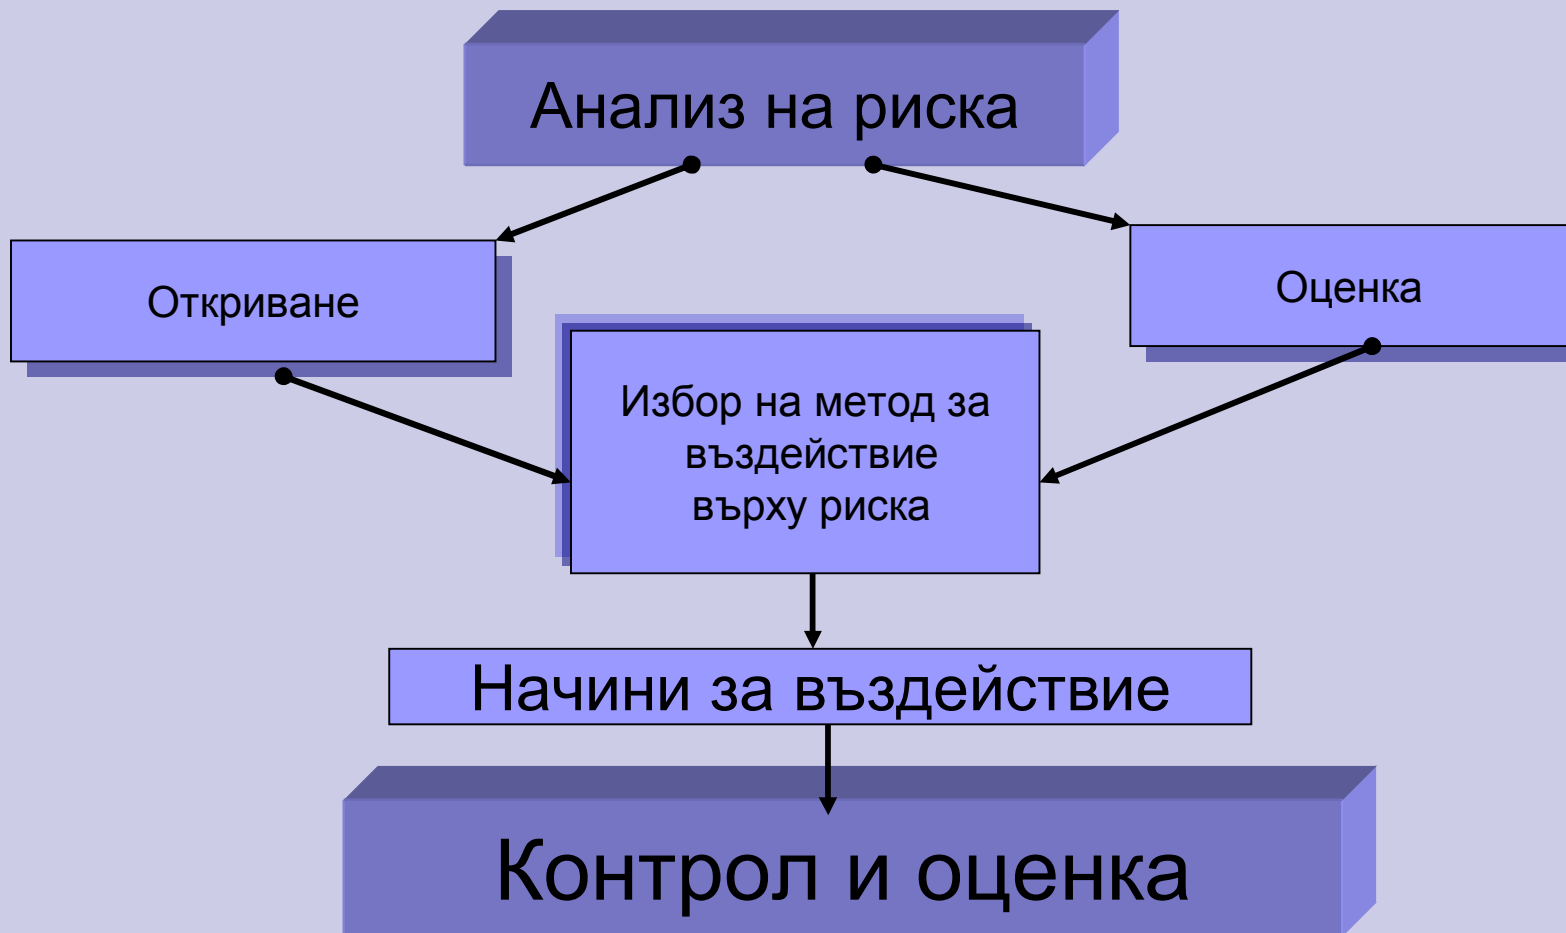 Анализ на риска
Откриване
Оценка
Избор на метод за
въздействие
върху риска
Начини за въздействие
Контрол и оценка